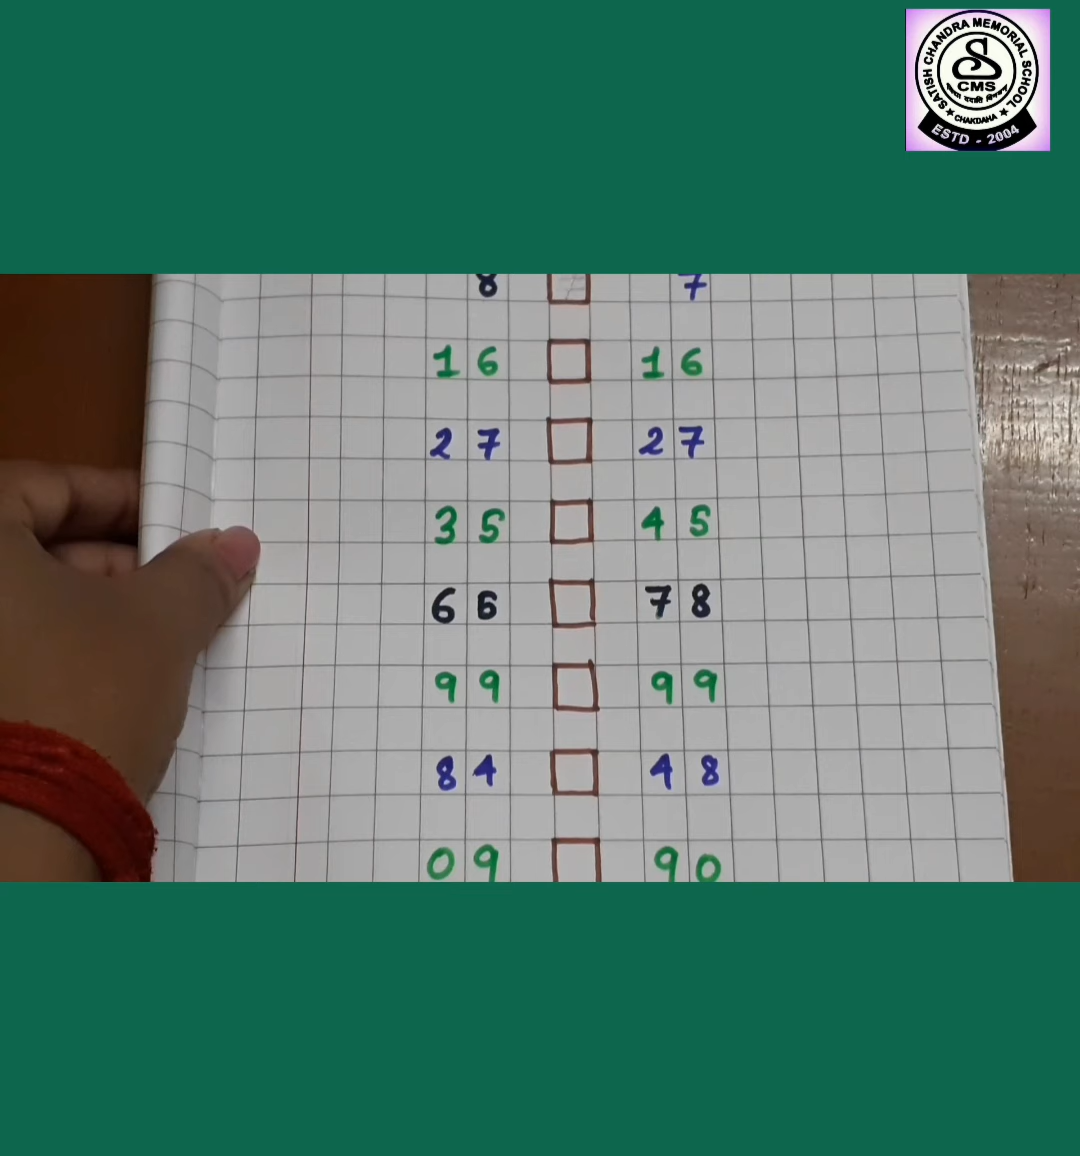 SATISH CHANDRA MEMORIAL SCHOOL
S
CMS
CHAKDAHA
ESTD - 2004
8 7
16 16
27 27
35 45
66 78
99 99
84 48
09 90